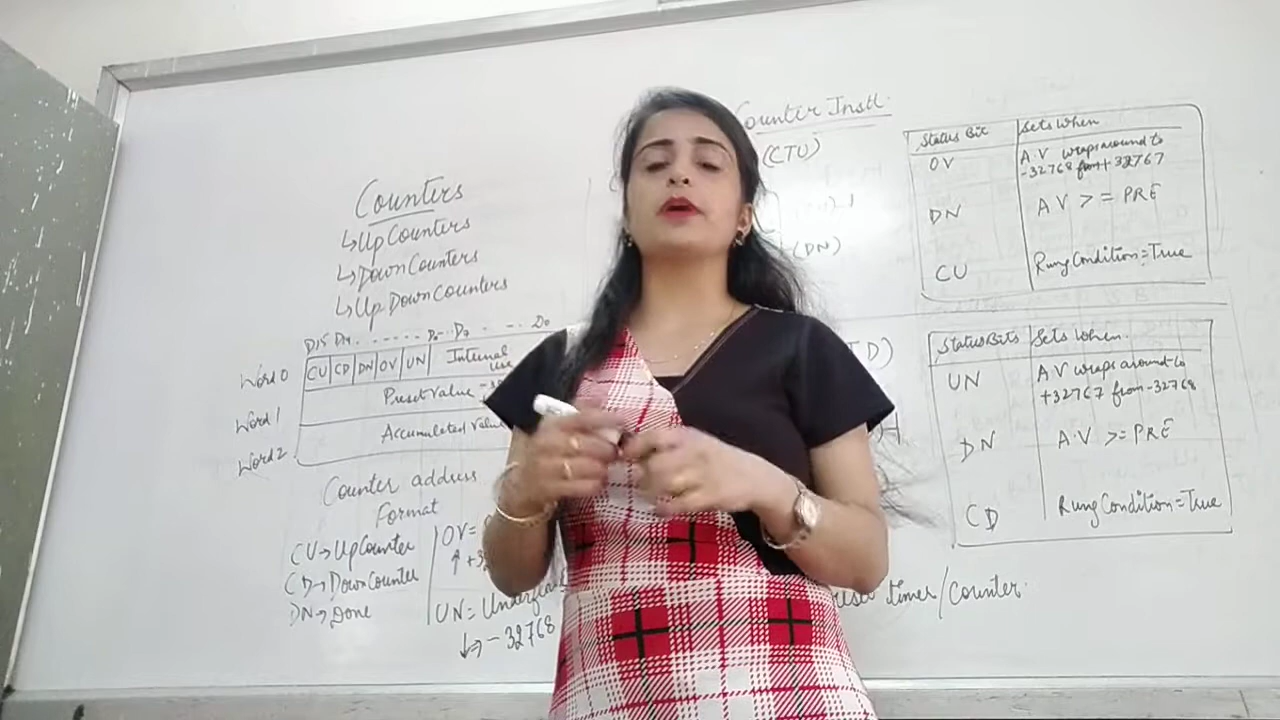 Counters
↳Up Counters
↳Down Counters
↳Up Down Counters
D15 D14 ...... D8 D7 ... D0
Word 0
CU CD DN OV UN Internal use
Word 1
Preset Value
Word 2
Accumulated Value
Counter address
Format
CU→Up Counter
CD→Down Counter
DN→Done
OV=
UN=
↓⇒ -32768
Counter Instt.
(CTU)
(DN)
Status Bit Sets When
OV A.V wraps around to
-32768 from +32767
DN A V >= PRE
CU Rung Condition=True
Status Bits Sets When
UN A V wraps around to
+32767 from -32768
DN A.V >= PRE
CD Rung Condition=True
timer/Counter